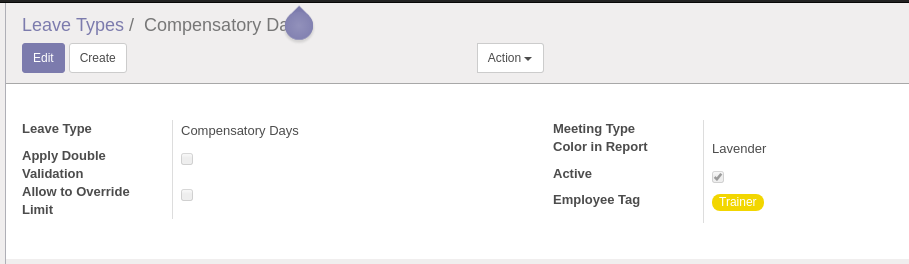 Leave Types / Compensatory Da
Edit Create Action
Leave Type Compensatory Days
Apply Double
Validation
Allow to Override
Limit
Meeting Type
Color in Report Lavender
Active
Employee Tag Trainer